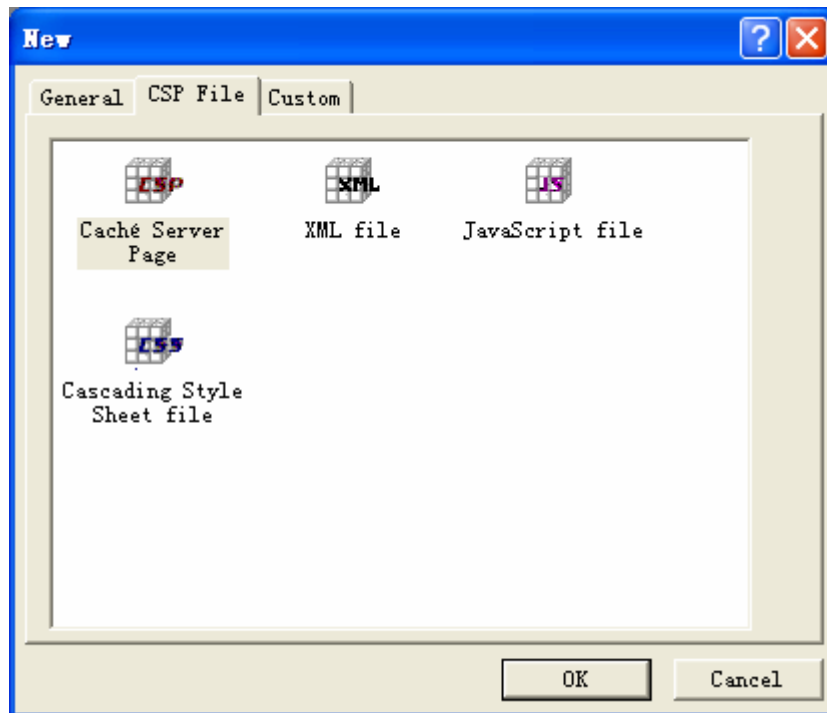 New
General CSP File Custom
CSP XML JS
Caché Server XML file JavaScript file
Page
CSS
Cascading Style
Sheet file
OK Cancel